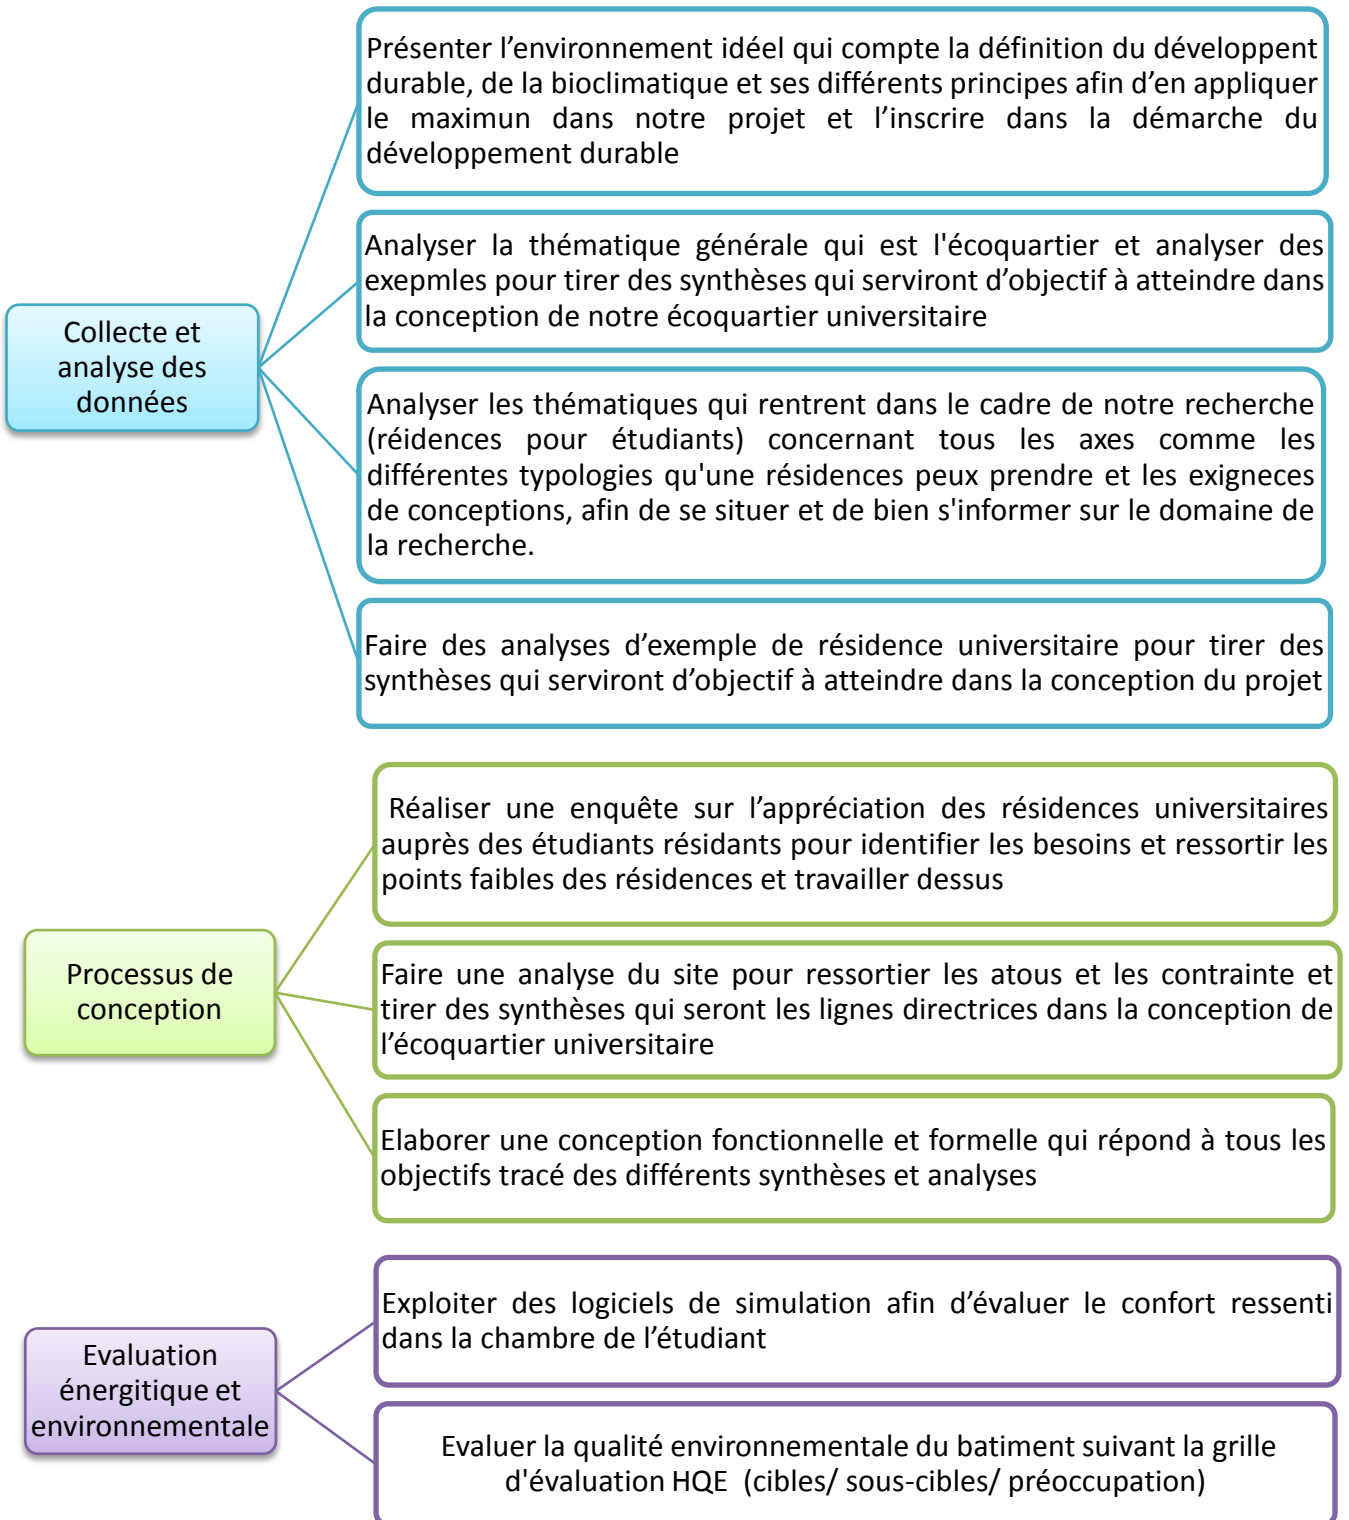 Présenter l’environnement idéel qui compte la définition du développent
durable, de la bioclimatique et ses différents principes afin d’en appliquer
le maximun dans notre projet et l’inscrire dans la démarche du
développement durable
Analyser la thématique générale qui est l'écoquartier et analyser des
exepmles pour tirer des synthèses qui serviront d’objectif à atteindre dans
la conception de notre écoquartier universitaire
Collecte et
analyse des
données
Analyser les thématiques qui rentrent dans le cadre de notre recherche
(réidences pour étudiants) concernant tous les axes comme les
différentes typologies qu'une résidences peux prendre et les exigneces
de conceptions, afin de se situer et de bien s'informer sur le domaine de
la recherche.
Faire des analyses d’exemple de résidence universitaire pour tirer des
synthèses qui serviront d’objectif à atteindre dans la conception du projet
Réaliser une enquête sur l’appréciation des résidences universitaires
auprès des étudiants résidants pour identifier les besoins et ressortir les
points faibles des résidences et travailler dessus
Processus de
conception
Faire une analyse du site pour ressortier les atous et les contrainte et
tirer des synthèses qui seront les lignes directrices dans la conception de
l’écoquartier universitaire
Elaborer une conception fonctionnelle et formelle qui répond à tous les
objectifs tracé des différents synthèses et analyses
Exploiter des logiciels de simulation afin d’évaluer le confort ressenti
dans la chambre de l’étudiant
Evaluation
énergitique et
environnementale
Evaluer la qualité environnementale du batiment suivant la grille
d'évaluation HQE  (cibles/ sous-cibles/ préoccupation)